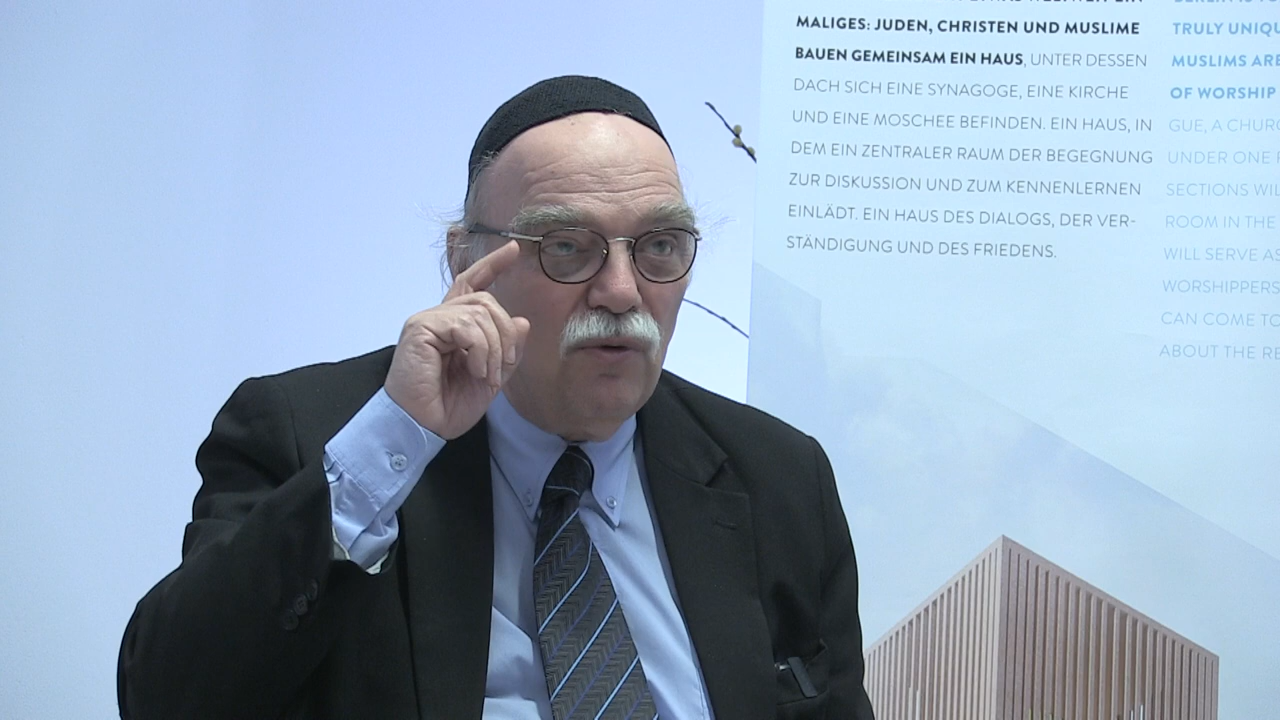 MALIGES: JUDEN, CHRISTEN UND MUSLIME
BAUEN GEMEINSAM EIN HAUS, UNTER DESSEN
DACH SICH EINE SYNAGOGE, EINE KIRCHE
UND EINE MOSCHEE BEFINDEN. EIN HAUS, IN
DEM EIN ZENTRALER RAUM DER BEGEGNUNG
ZUR DISKUSSION UND ZUM KENNENLERNEN
EINLÄDT. EIN HAUS DES DIALOGS, DER VER-
STÄNDIGUNG UND DES FRIEDENS.
TRULY UNIQU
MUSLIMS ARE
OF WORSHIP
GUE, A CHURC
UNDER ONE
SECTIONS WIL
ROOM IN THE
WILL SERVE AS
WORSHIPPERS
CAN COME TO
ABOUT THE RE